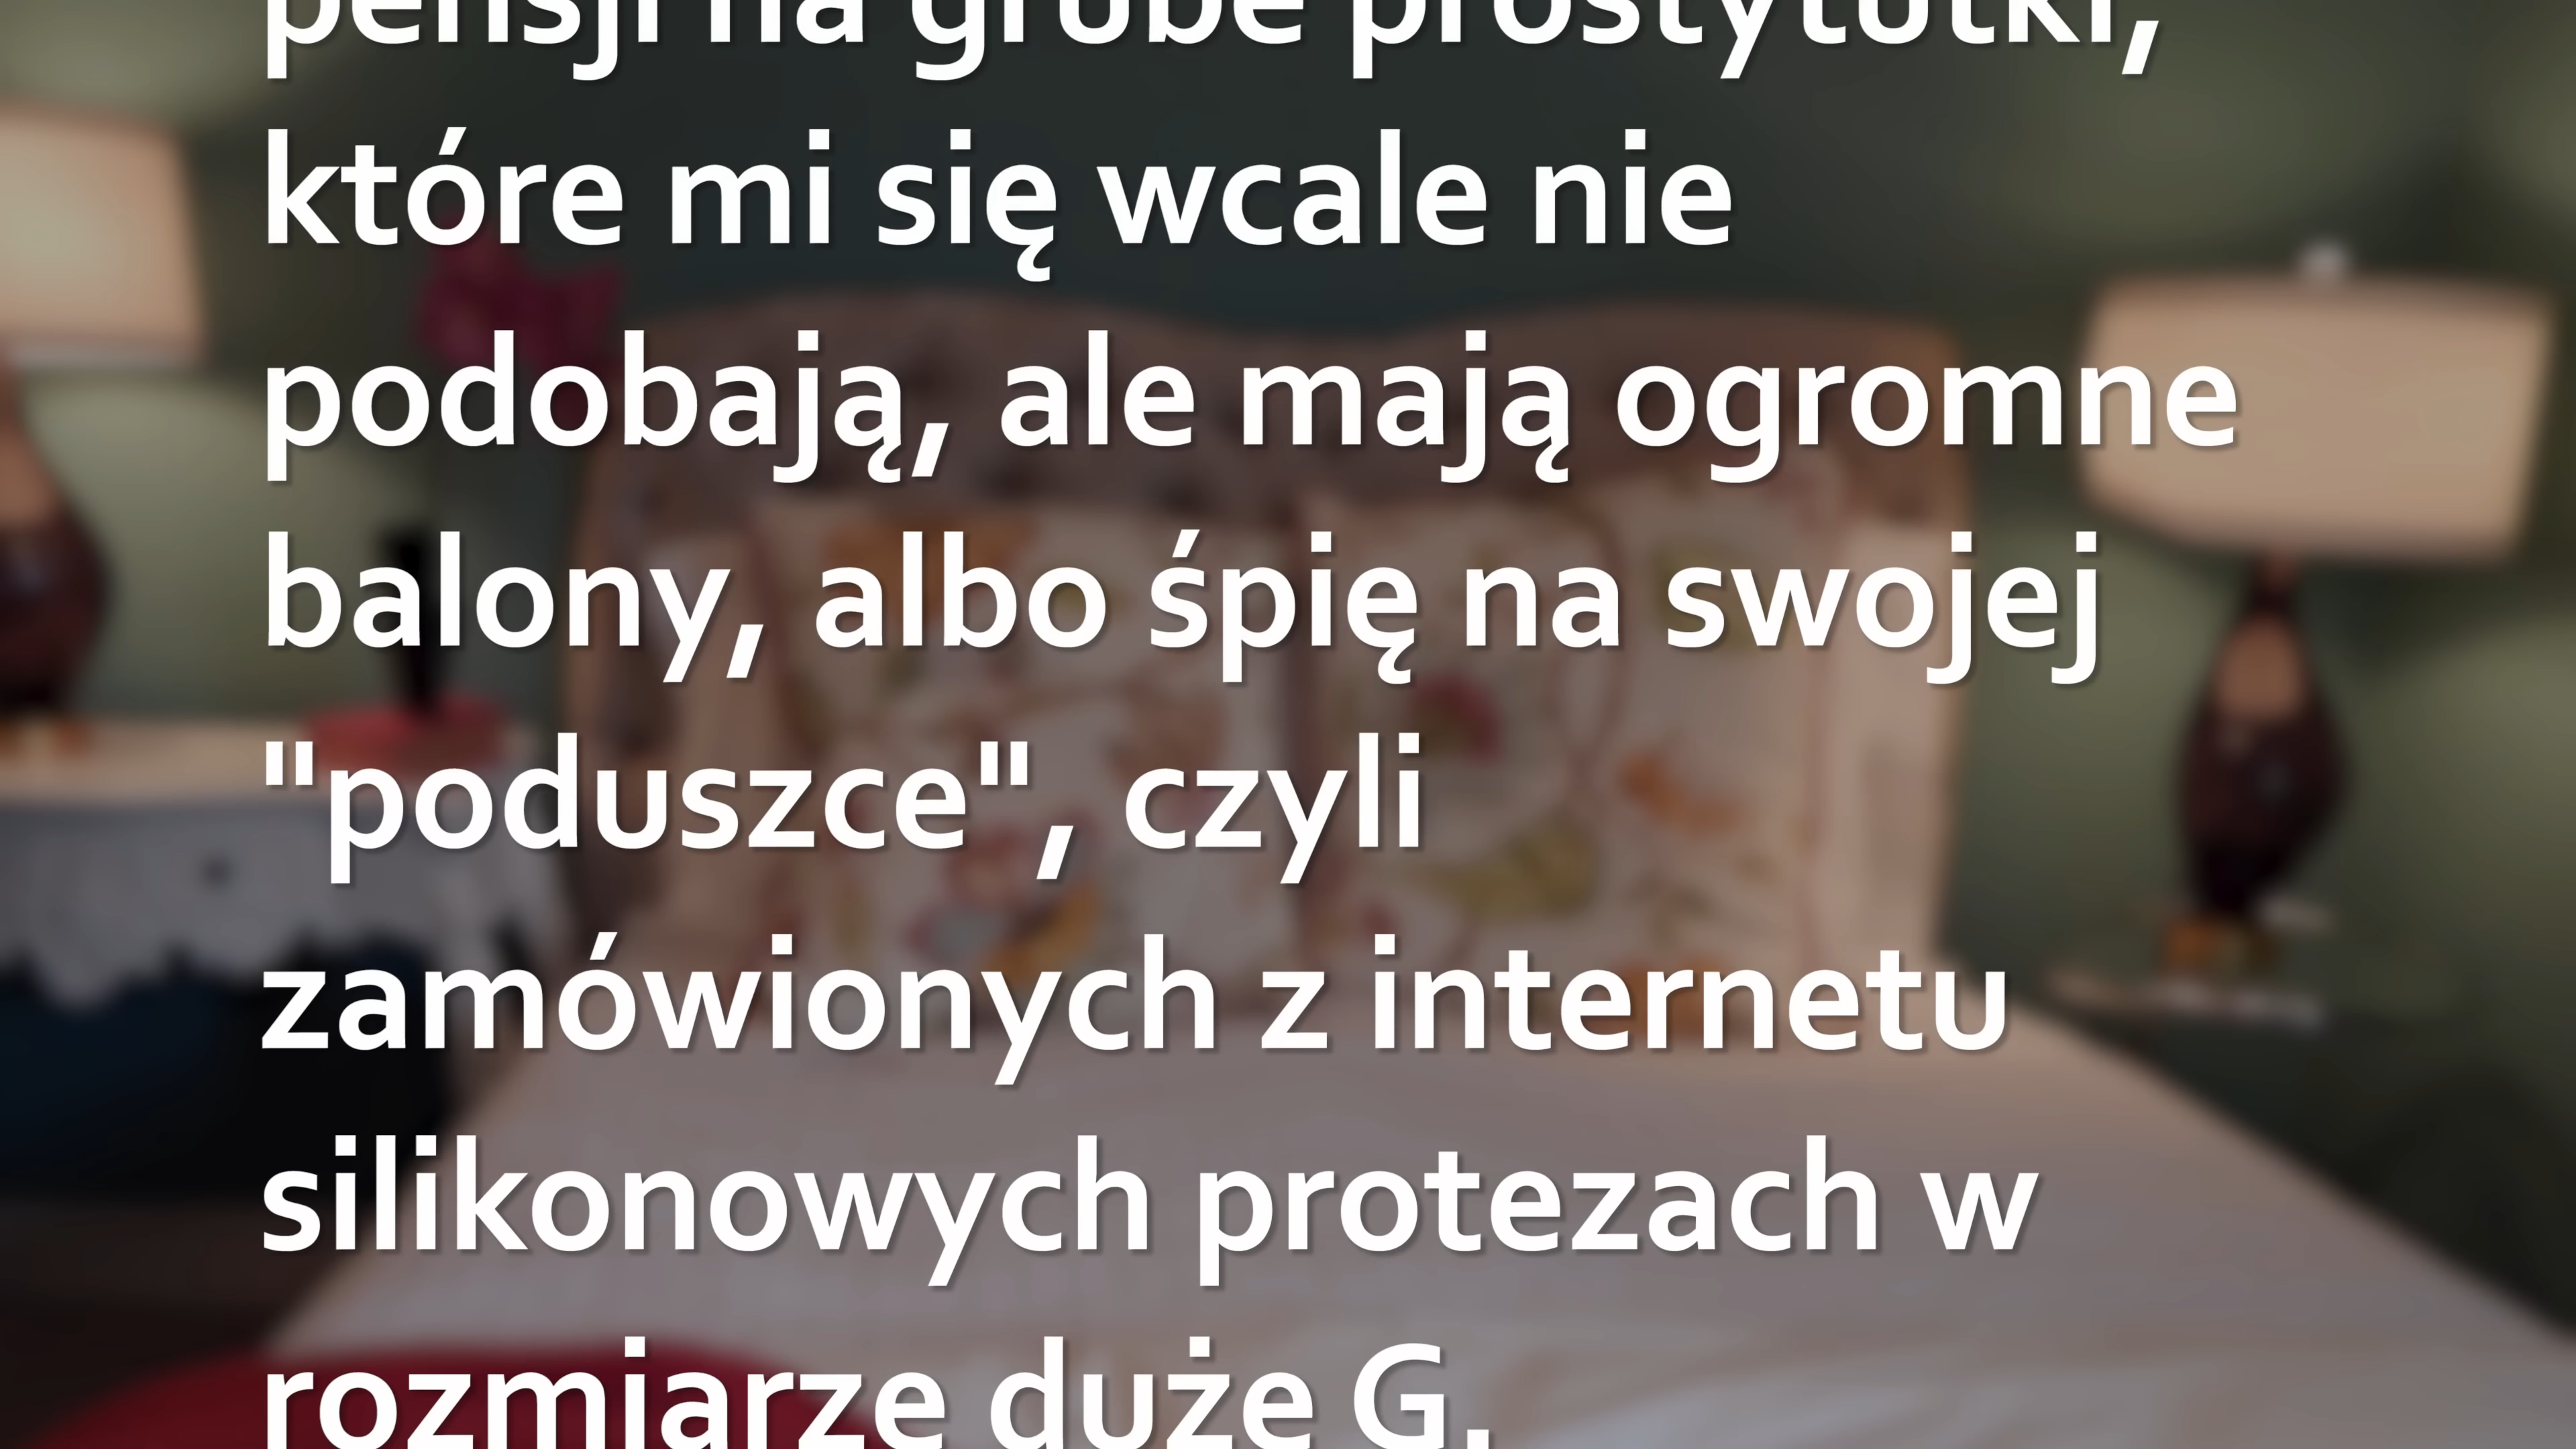 pensji na grube prostytutki,
które mi się wcale nie
podobają, ale mają ogromne
balony, albo śpię na swojej
"poduszce", czyli
zamówionych z internetu
silikonowych protezach w
rozmiarze duże G.